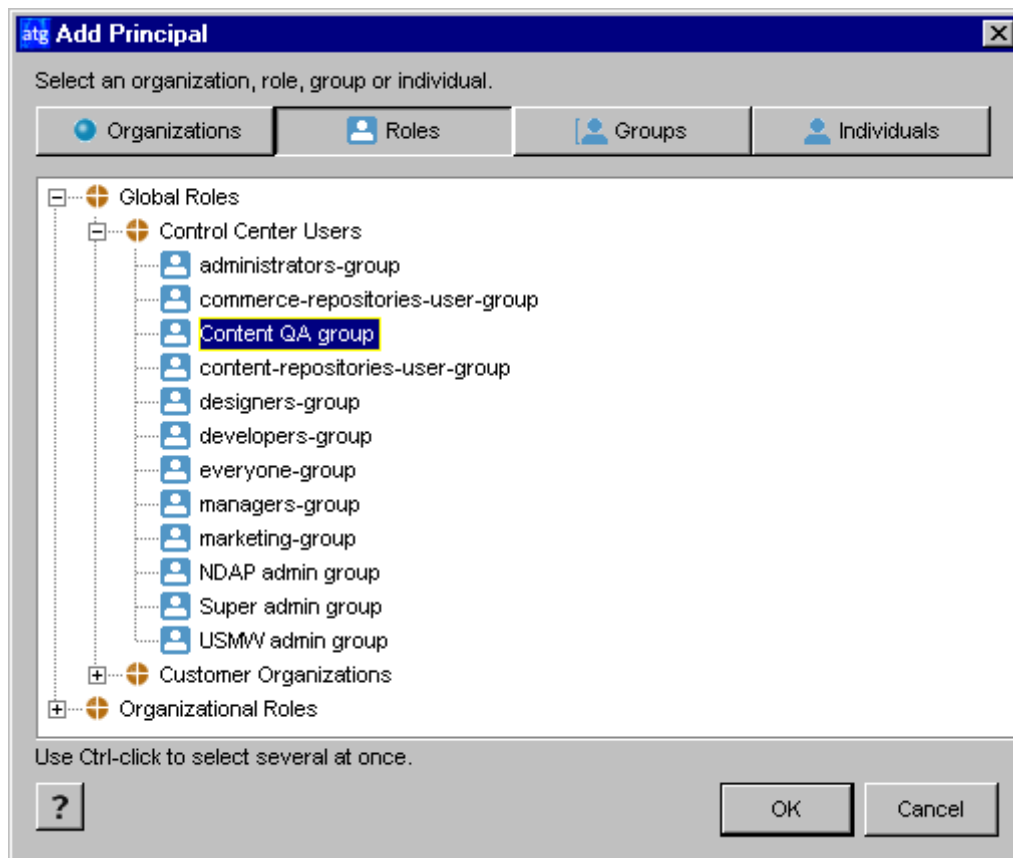 atg Add Principal
Select an organization, role, group or individual.
Organizations Roles Groups Individuals
Global Roles
Control Center Users
administrators-group
commerce-repositories-user-group
Content QA group
content-repositories-user-group
designers-group
developers-group
everyone-group
managers-group
marketing-group
NDAP admin group
Super admin group
USMW admin group
Customer Organizations
Organizational Roles
Use Ctrl-click to select several at once.
? OK Cancel